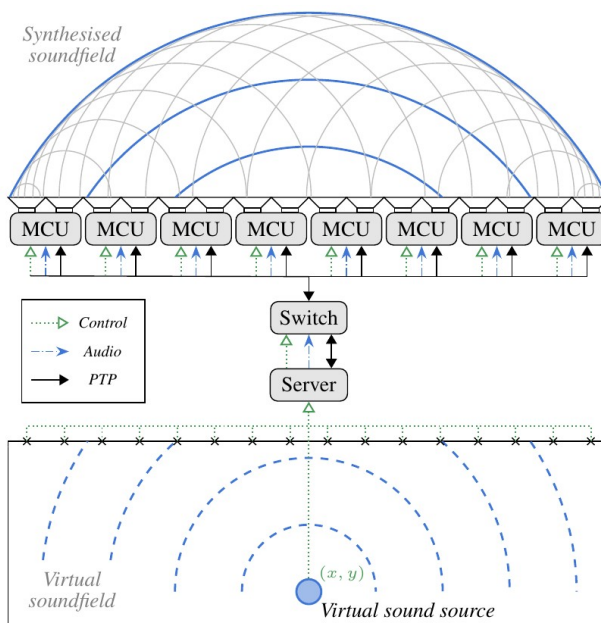 Synthesised
soundfield
MCU MCU MCU MCU MCU MCU MCU MCU
Switch
Control
Audio
PTP
Server
(x, y)
Virtual
soundfield
Virtual sound source